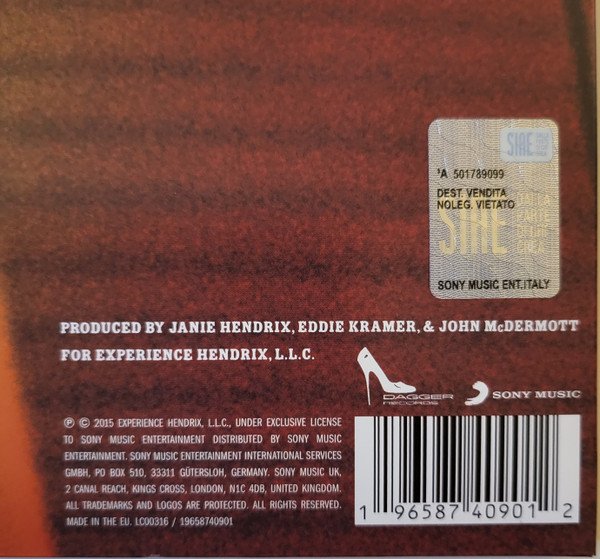 SIAE
*A 501789099
DEST. VENDITA
NOLEG. VIETATO
SIAE
SONY MUSIC ENT.ITALY
PRODUCED BY JANIE HENDRIX, EDDIE KRAMER, & JOHN McDERMOTT
FOR EXPERIENCE HENDRIX, L.L.C.
DAGGER
RECORDS
SONY MUSIC
℗ © 2015 EXPERIENCE HENDRIX, L.L.C., UNDER EXCLUSIVE LICENSE
TO SONY MUSIC ENTERTAINMENT DISTRIBUTED BY SONY MUSIC
ENTERTAINMENT. SONY MUSIC ENTERTAINMENT INTERNATIONAL SERVICES
GMBH, PO BOX 510, 33311 GÜTERSLOH, GERMANY. SONY MUSIC UK,
2 CANAL REACH, KINGS CROSS, LONDON, N1C 4DB, UNITED KINGDOM.
ALL TRADEMARKS AND LOGOS ARE PROTECTED. ALL RIGHTS RESERVED.
MADE IN THE EU. LC00316 / 19658740901
1 96587 40901 2